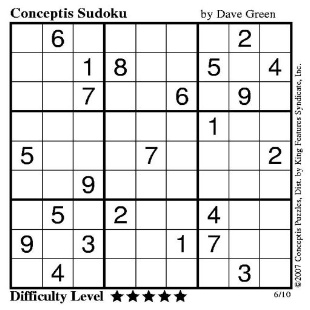 Conceptis Sudoku by Dave Green
6 2
1 8 5 4
7 6 9
1
5 7 2
9
5 2 4
9 3 1 7
4 3
Difficulty Level ★★★★★ 6/10
©2007 Conceptis Puzzles, Dist. by King Features Syndicate, Inc.